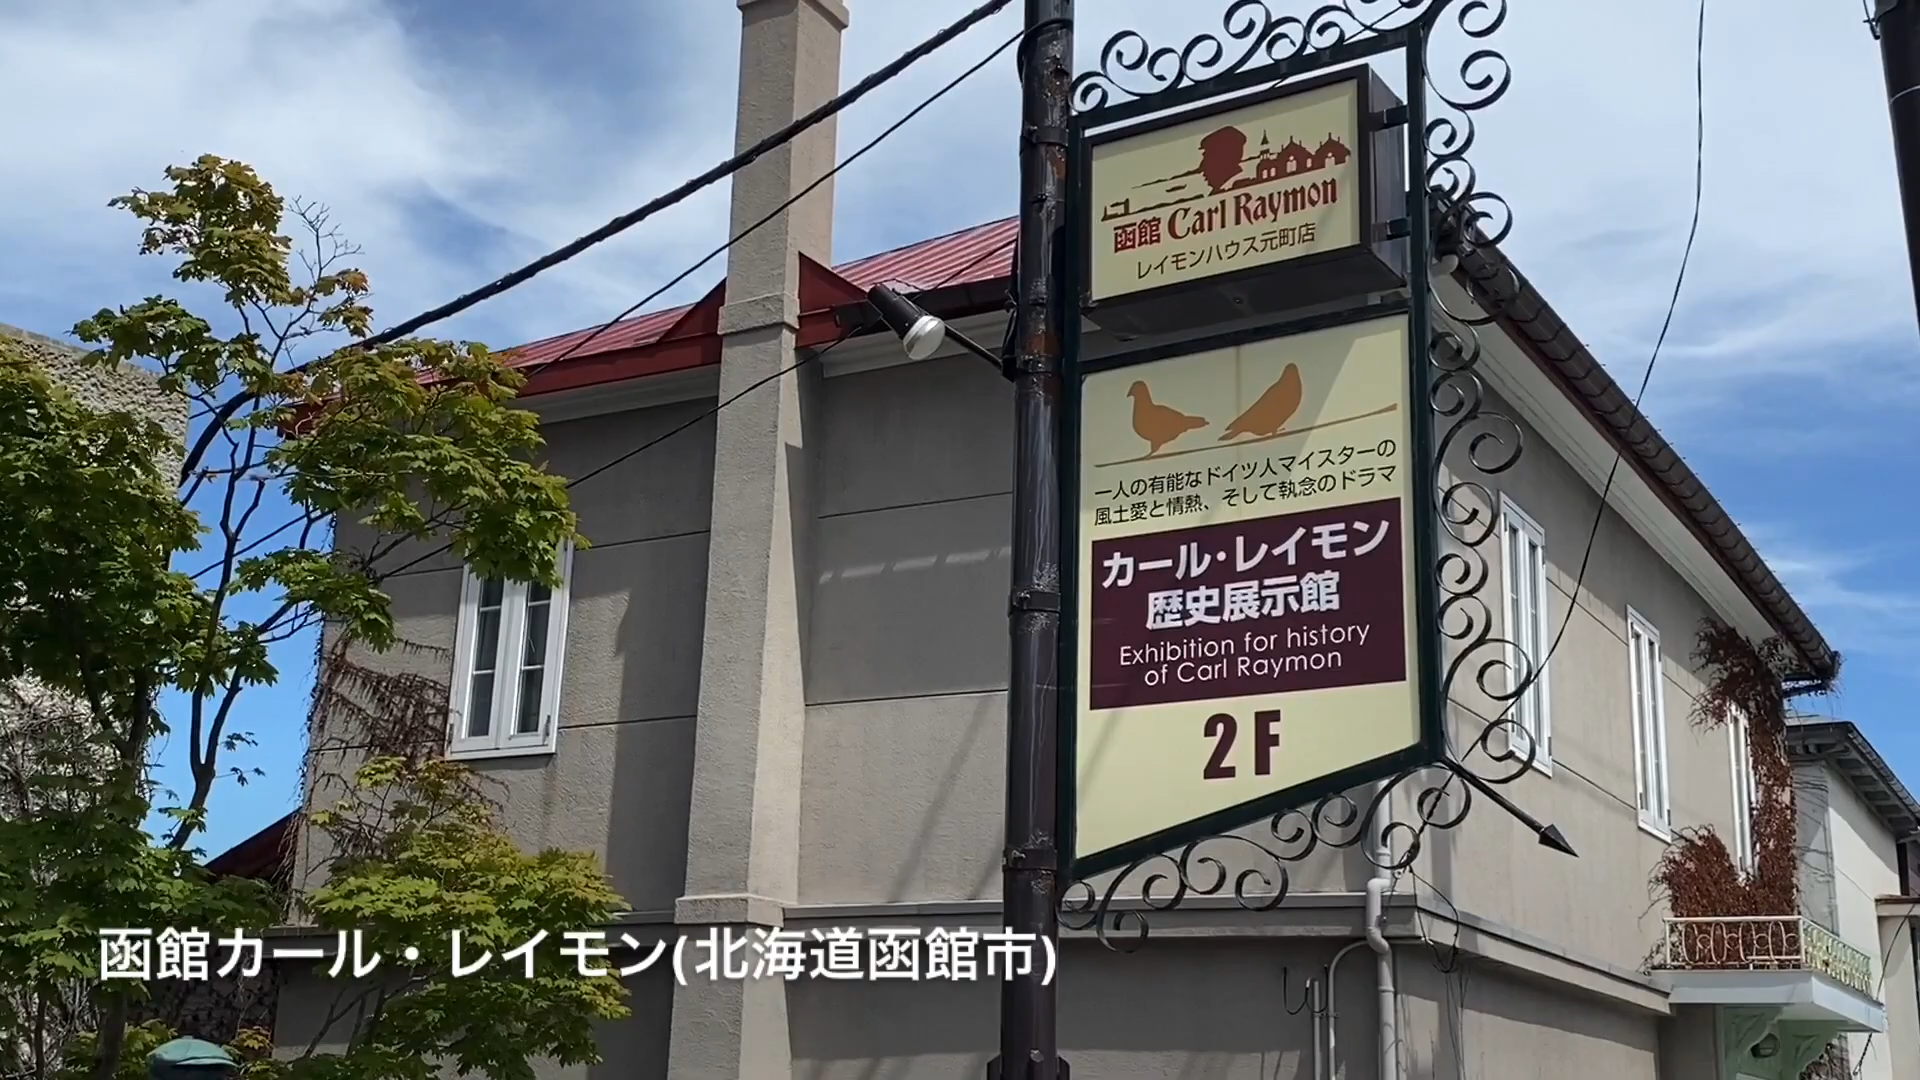 函館 Carl Raymon
レイモンハウス元町店
一人の有能なドイツ人マイスターの
風土愛と情熱、そして執念のドラマ
カール・レイモン
歴史展示館
Exhibition for history
of Carl Raymon
2F
函館カール・レイモン(北海道函館市)